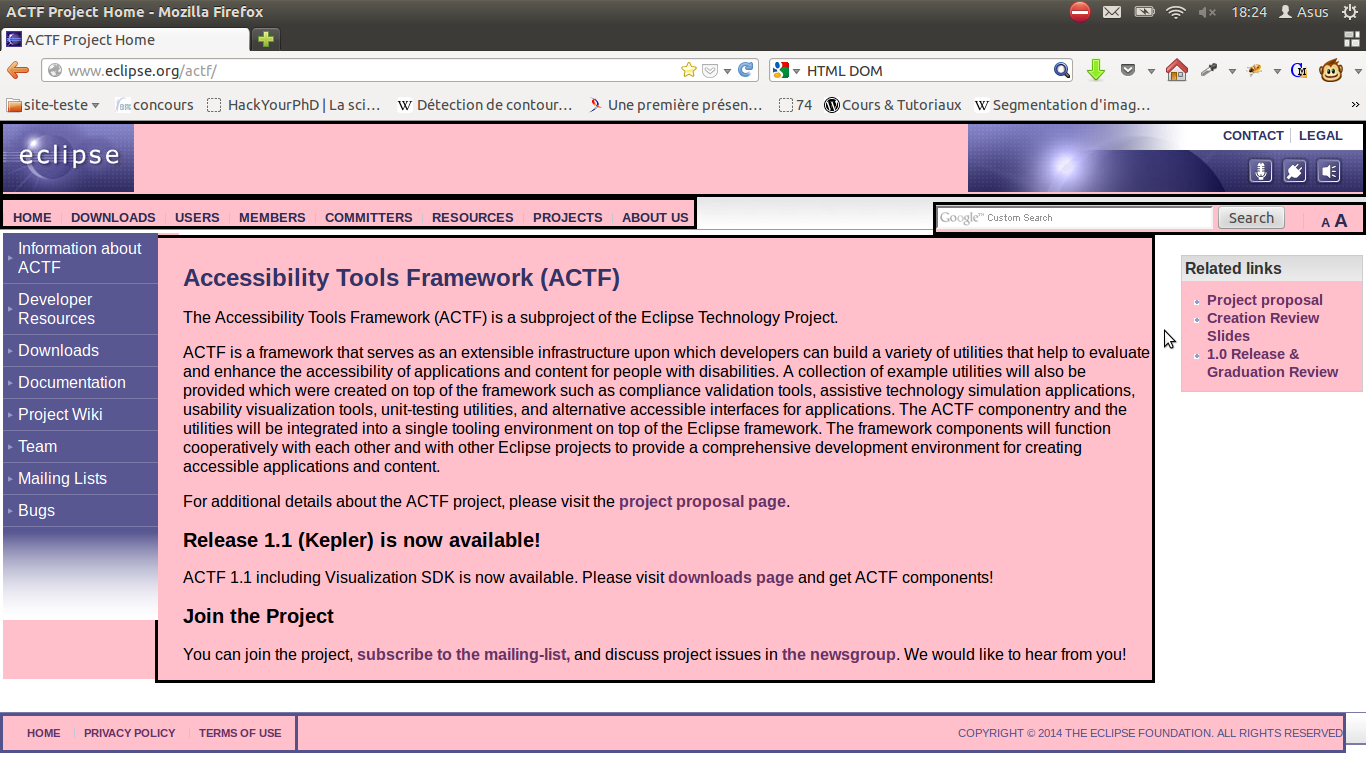 ACTF Project Home - Mozilla Firefox
18:24 Asus
ACTF Project Home
www.eclipse.org/actf/
HTML DOM
site-teste
concours
HackYourPhD | La sci...
Détection de contour...
Une première présen...
74
Cours & Tutoriaux
Segmentation d'imag...
eclipse
CONTACT
LEGAL
HOME
DOWNLOADS
USERS
MEMBERS
COMMITTERS
RESOURCES
PROJECTS
ABOUT US
Google™ Custom Search
Search
A A
Information about
ACTF
Developer
Resources
Downloads
Documentation
Project Wiki
Team
Mailing Lists
Bugs
Accessibility Tools Framework (ACTF)
The Accessibility Tools Framework (ACTF) is a subproject of the Eclipse Technology Project.
ACTF is a framework that serves as an extensible infrastructure upon which developers can build a variety of utilities that help to evaluate
and enhance the accessibility of applications and content for people with disabilities. A collection of example utilities will also be
provided which were created on top of the framework such as compliance validation tools, assistive technology simulation applications,
usability visualization tools, unit-testing utilities, and alternative accessible interfaces for applications. The ACTF componentry and the
utilities will be integrated into a single tooling environment on top of the Eclipse framework. The framework components will function
cooperatively with each other and with other Eclipse projects to provide a comprehensive development environment for creating
accessible applications and content.
For additional details about the ACTF project, please visit the project proposal page.
Release 1.1 (Kepler) is now available!
ACTF 1.1 including Visualization SDK is now available. Please visit downloads page and get ACTF components!
Join the Project
You can join the project, subscribe to the mailing-list, and discuss project issues in the newsgroup. We would like to hear from you!
Related links
Project proposal
Creation Review
Slides
1.0 Release &
Graduation Review
HOME
PRIVACY POLICY
TERMS OF USE
COPYRIGHT © 2014 THE ECLIPSE FOUNDATION. ALL RIGHTS RESERVED